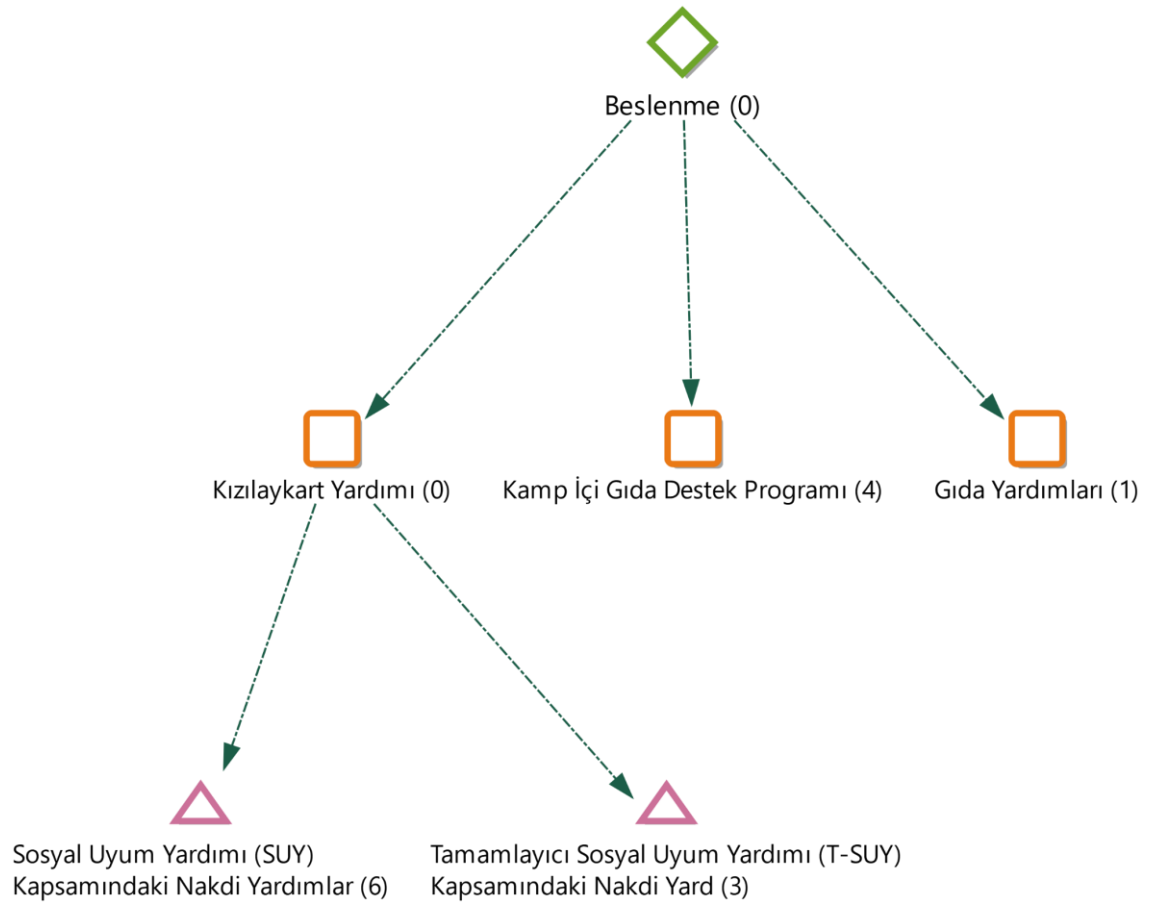 Beslenme (0)
Kızılaykart Yardımı (0)
Kamp İçi Gıda Destek Programı (4)
Gıda Yardımları (1)
Sosyal Uyum Yardımı (SUY)
Kapsamındaki Nakdi Yardımlar (6)
Tamamlayıcı Sosyal Uyum Yardımı (T-SUY)
Kapsamındaki Nakdi Yard (3)